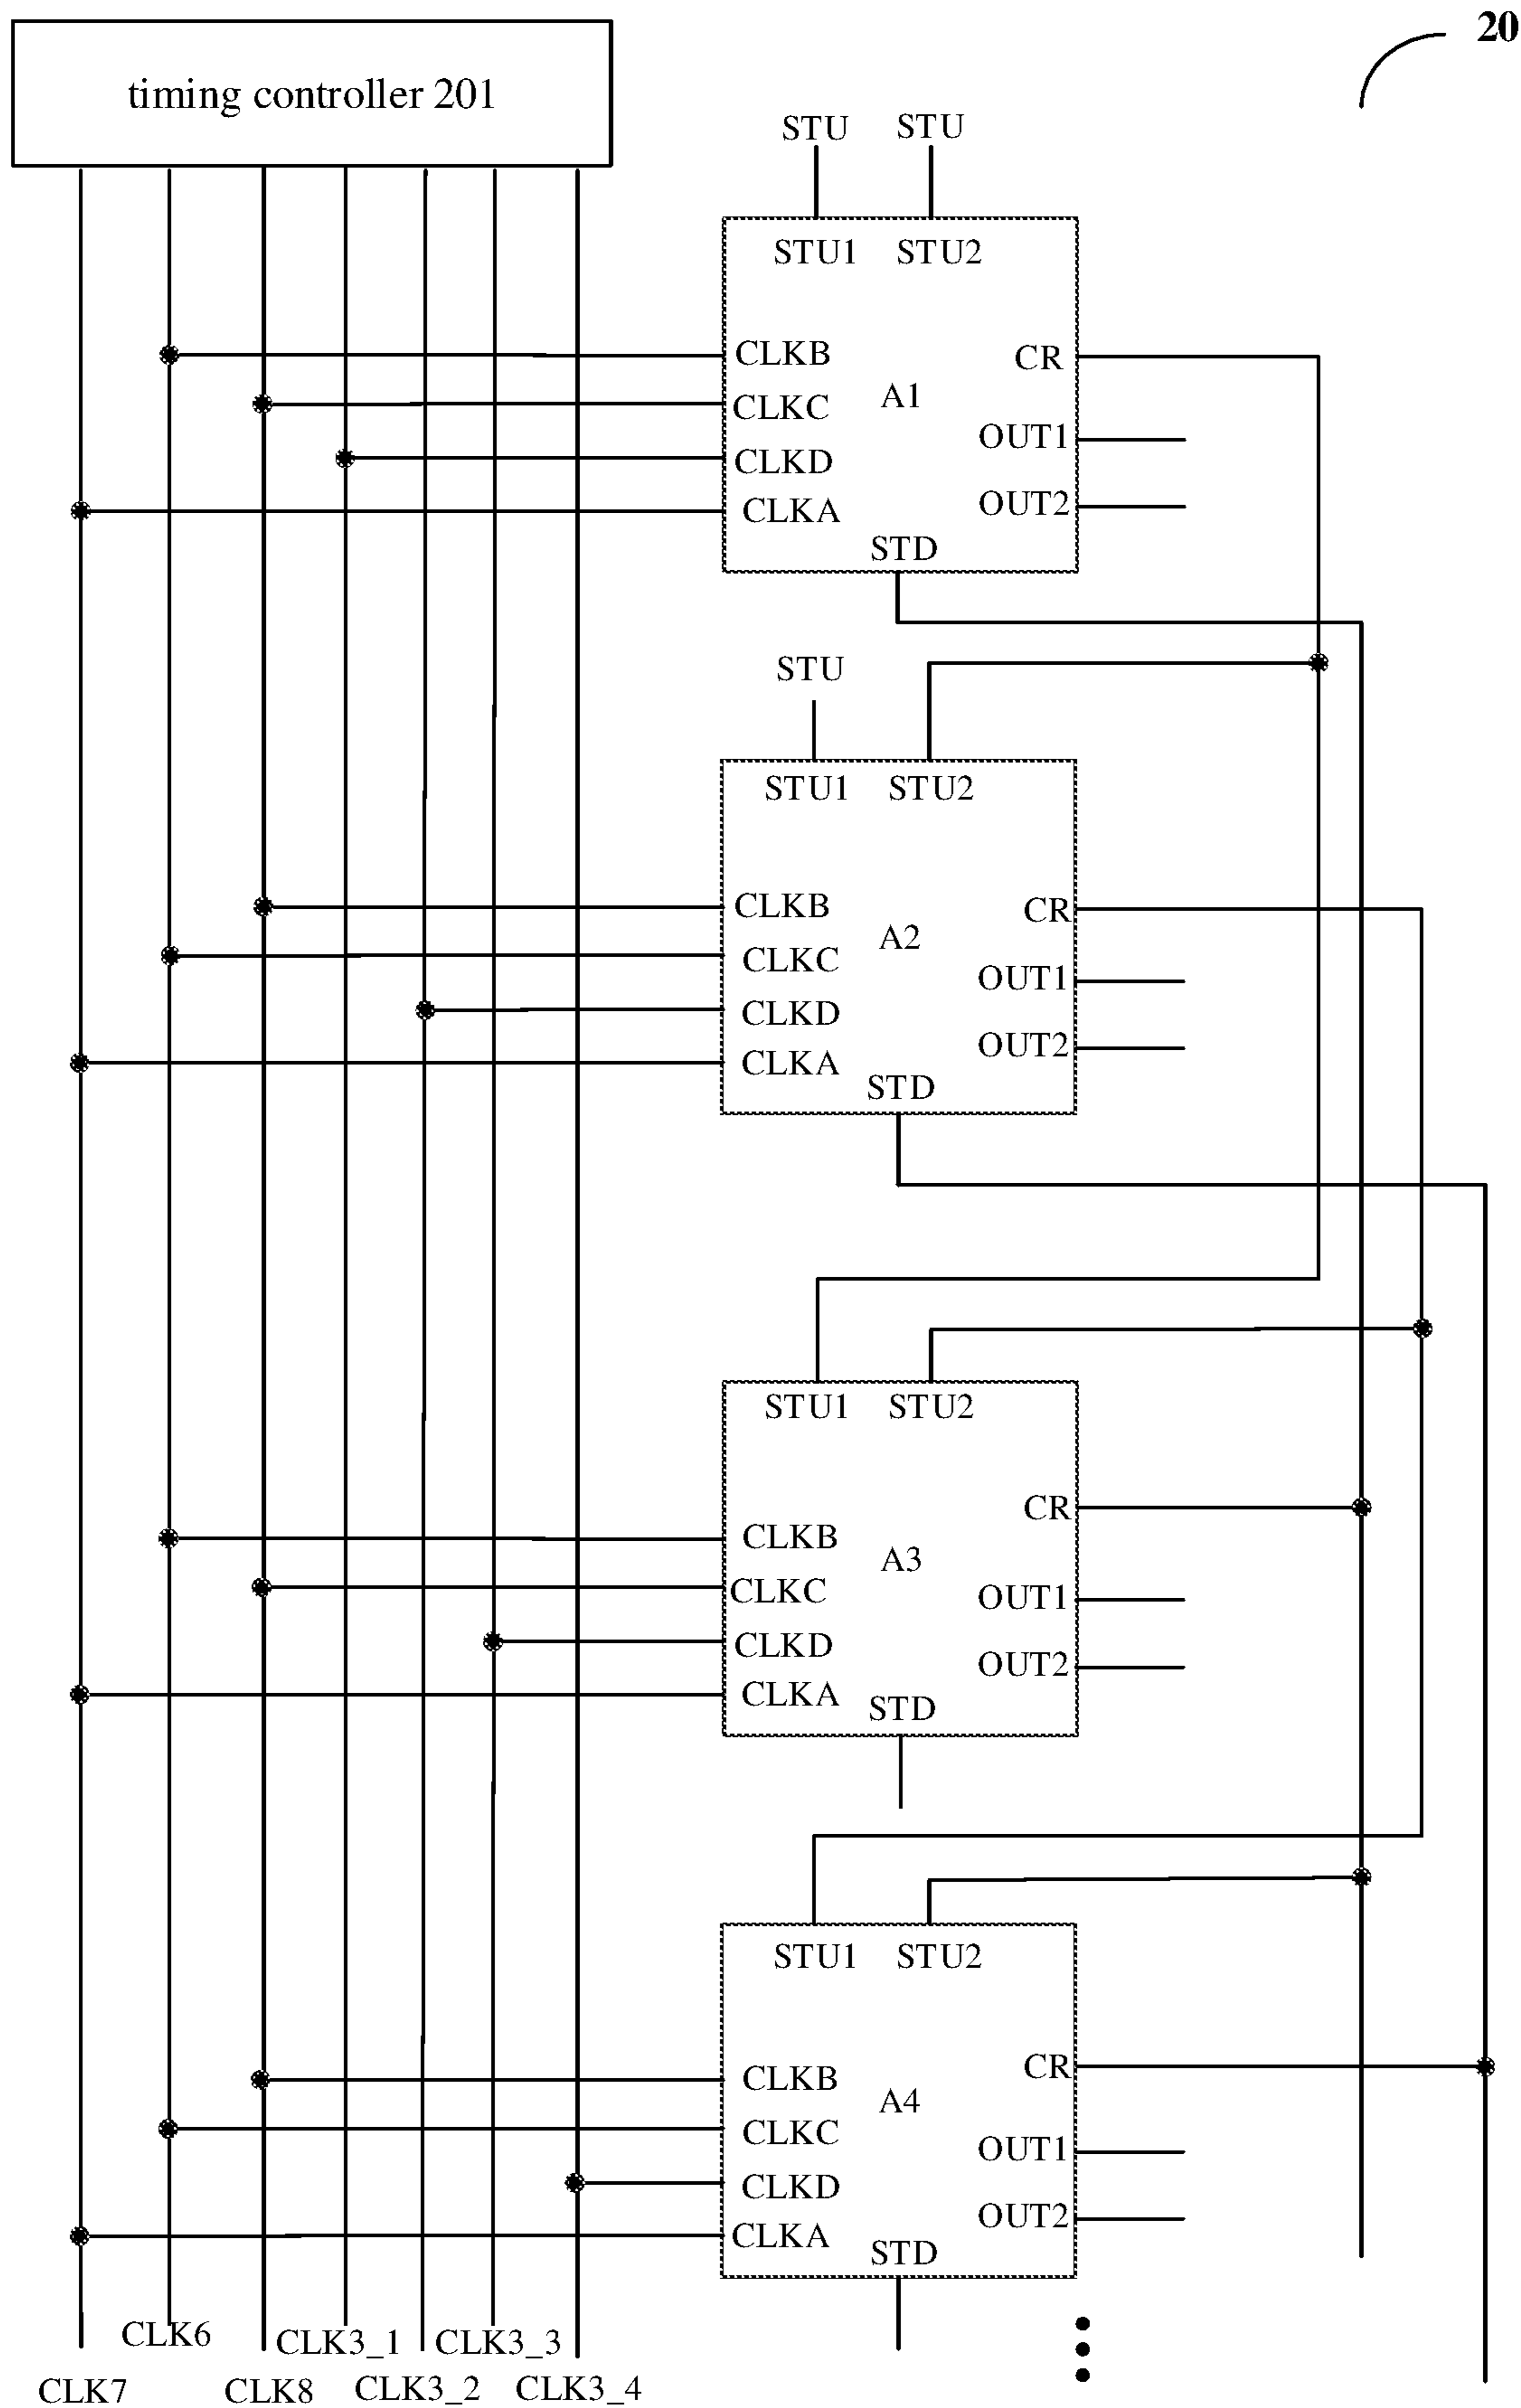 20
timing controller 201
STU STU
STU1 STU2
CLKB CR
A1
CLKC
OUT1
CLKD
OUT2
CLKA
STD
STU
STU1 STU2
CLKB CR
A2
CLKC
OUT1
CLKD
OUT2
CLKA
STD
STU1 STU2
CR
CLKB
A3
CLKC OUT1
CLKD
OUT2
CLKA
STD
STU1 STU2
CR
CLKB
A4
CLKC
OUT1
CLKD
OUT2
CLKA
STD
CLK6 CLK3_1 CLK3_3
CLK7 CLK8 CLK3_2 CLK3_4